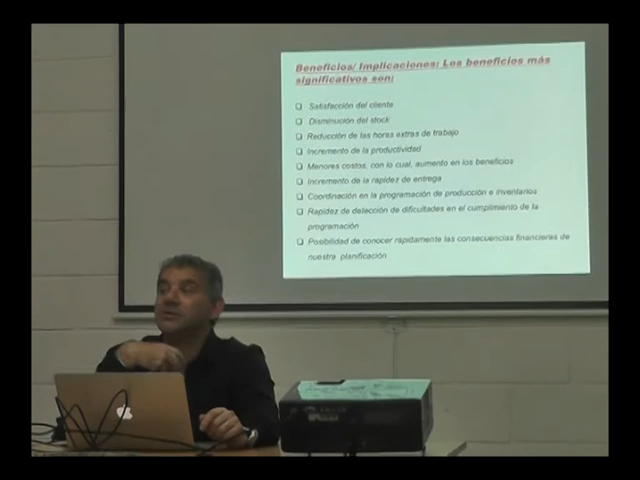 Beneficios/ Implicaciones: Los beneficios más
significativos son:
Satisfacción del cliente
Disminución del stock
Reducción de las horas extras de trabajo
Incremento de la productividad
Menores costos, con lo cual, aumento en los beneficios
Incremento de la rapidez de entrega
Coordinación en la programación de producción e inventarios
Rapidez de detección de dificultades en el cumplimiento de la
programación
Posibilidad de conocer rápidamente las consecuencias financieras de
nuestra planificación